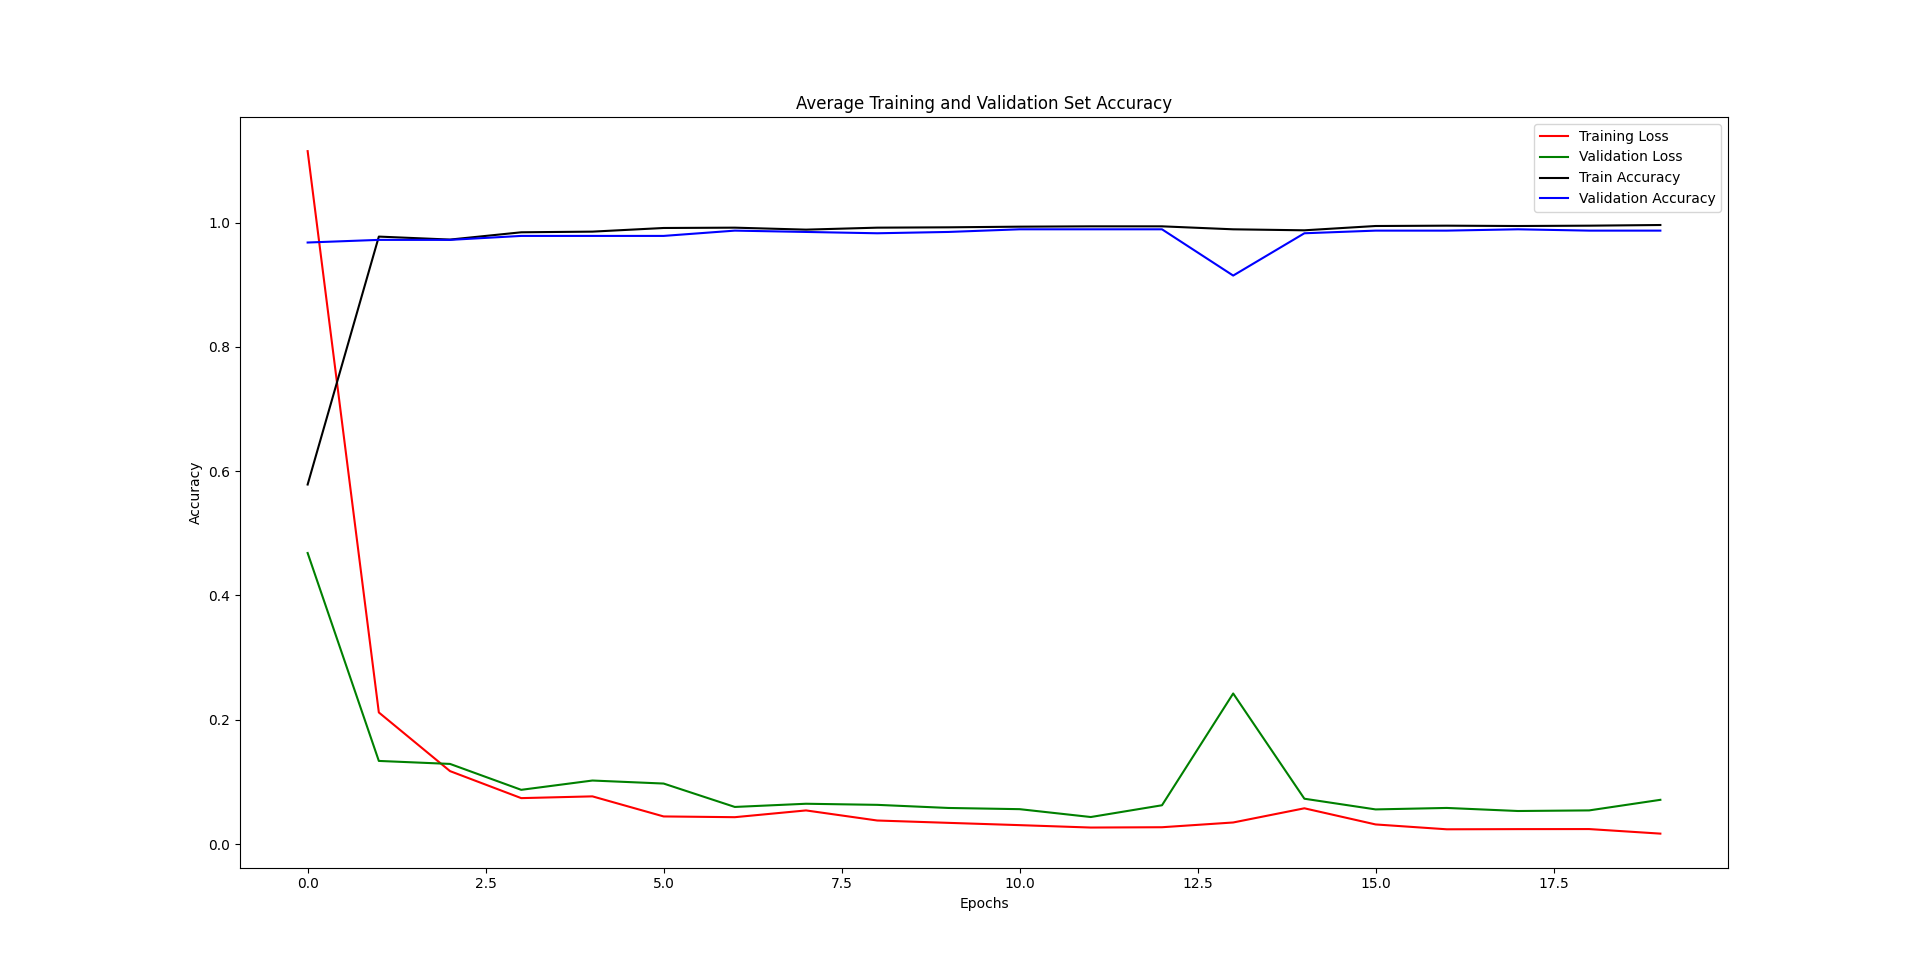 Average Training and Validation Set Accuracy
Training Loss
Validation Loss
Train Accuracy
Validation Accuracy
1.0
0.8
0.6
0.4
0.2
0.0
Accuracy
0.0 2.5 5.0 7.5 10.0 12.5 15.0 17.5
Epochs